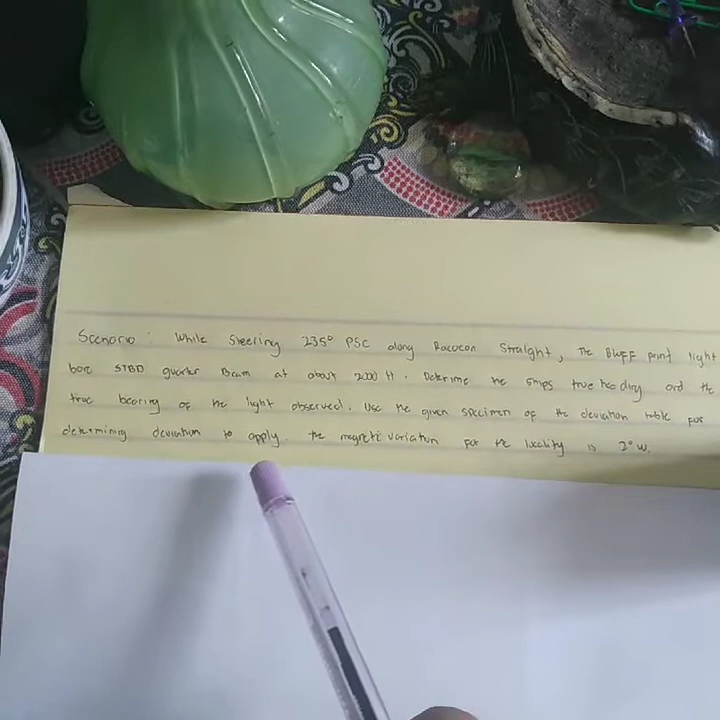 Scenario : While Steering 235° PSC along Racocon Straight, The BLUFF point light
bore STBD quarter Beam at about 2000 H. Deterime the ships true heading and the
true bearing of the light observed. Use the given specimen of the deviation table for
determining deviation to apply. the magnetic variation for the locality is 2° W.